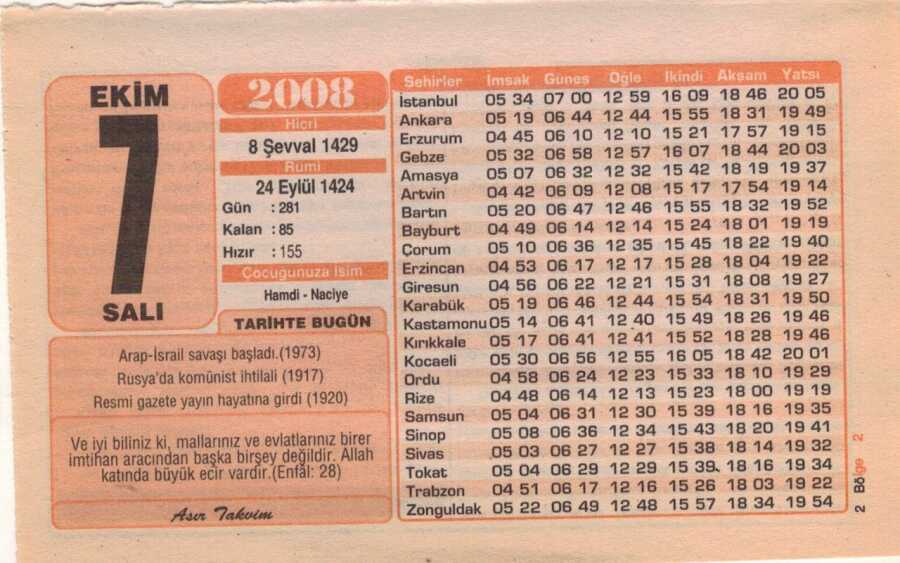 EKİM
7
SALI
2008
Hicri
8 Şevval 1429
Rumi
24 Eylül 1424
Gün : 281
Kalan : 85
Hızır : 155
Çocuğunuza İsim
Hamdi - Naciye
TARİHTE BUGÜN
Arap-İsrail savaşı başladı.(1973)
Rusya'da komünist ihtilali (1917)
Resmi gazete yayın hayatına girdi (1920)
Ve iyi biliniz ki, mallarınız ve evlatlarınız birer
imtihan aracından başka birşey değildir. Allah
katında büyük ecir vardır.(Enfâl: 28)
Asır Takvim
Şehirler İmsak Güneş Öğle İkindi Akşam Yatsı
İstanbul 05 34 07 00 12 59 16 09 18 46 20 05
Ankara 05 19 06 44 12 44 15 55 18 31 19 49
Erzurum 04 45 06 10 12 10 15 21 17 57 19 15
Gebze 05 32 06 58 12 57 16 07 18 44 20 03
Amasya 05 07 06 32 12 32 15 42 18 19 19 37
Artvin 04 42 06 09 12 08 15 17 17 54 19 14
Bartın 05 20 06 47 12 46 15 55 18 32 19 52
Bayburt 04 49 06 14 12 14 15 24 18 01 19 19
Çorum 05 10 06 36 12 35 15 45 18 22 19 40
Erzincan 04 53 06 17 12 17 15 28 18 04 19 22
Giresun 04 56 06 22 12 21 15 31 18 08 19 27
Karabük 05 19 06 46 12 44 15 54 18 31 19 50
Kastamonu 05 14 06 41 12 40 15 49 18 26 19 46
Kırıkkale 05 17 06 41 12 41 15 52 18 28 19 46
Kocaeli 05 30 06 56 12 55 16 05 18 42 20 01
Ordu 04 58 06 24 12 23 15 33 18 10 19 29
Rize 04 48 06 14 12 13 15 23 18 00 19 19
Samsun 05 04 06 31 12 30 15 39 18 16 19 35
Sinop 05 08 06 36 12 34 15 43 18 20 19 41
Sivas 05 03 06 27 12 27 15 38 18 14 19 32
Tokat 05 04 06 29 12 29 15 39 18 16 19 34
Trabzon 04 51 06 17 12 16 15 26 18 03 19 22
Zonguldak 05 22 06 49 12 48 15 57 18 34 19 54
2 Bölge 2